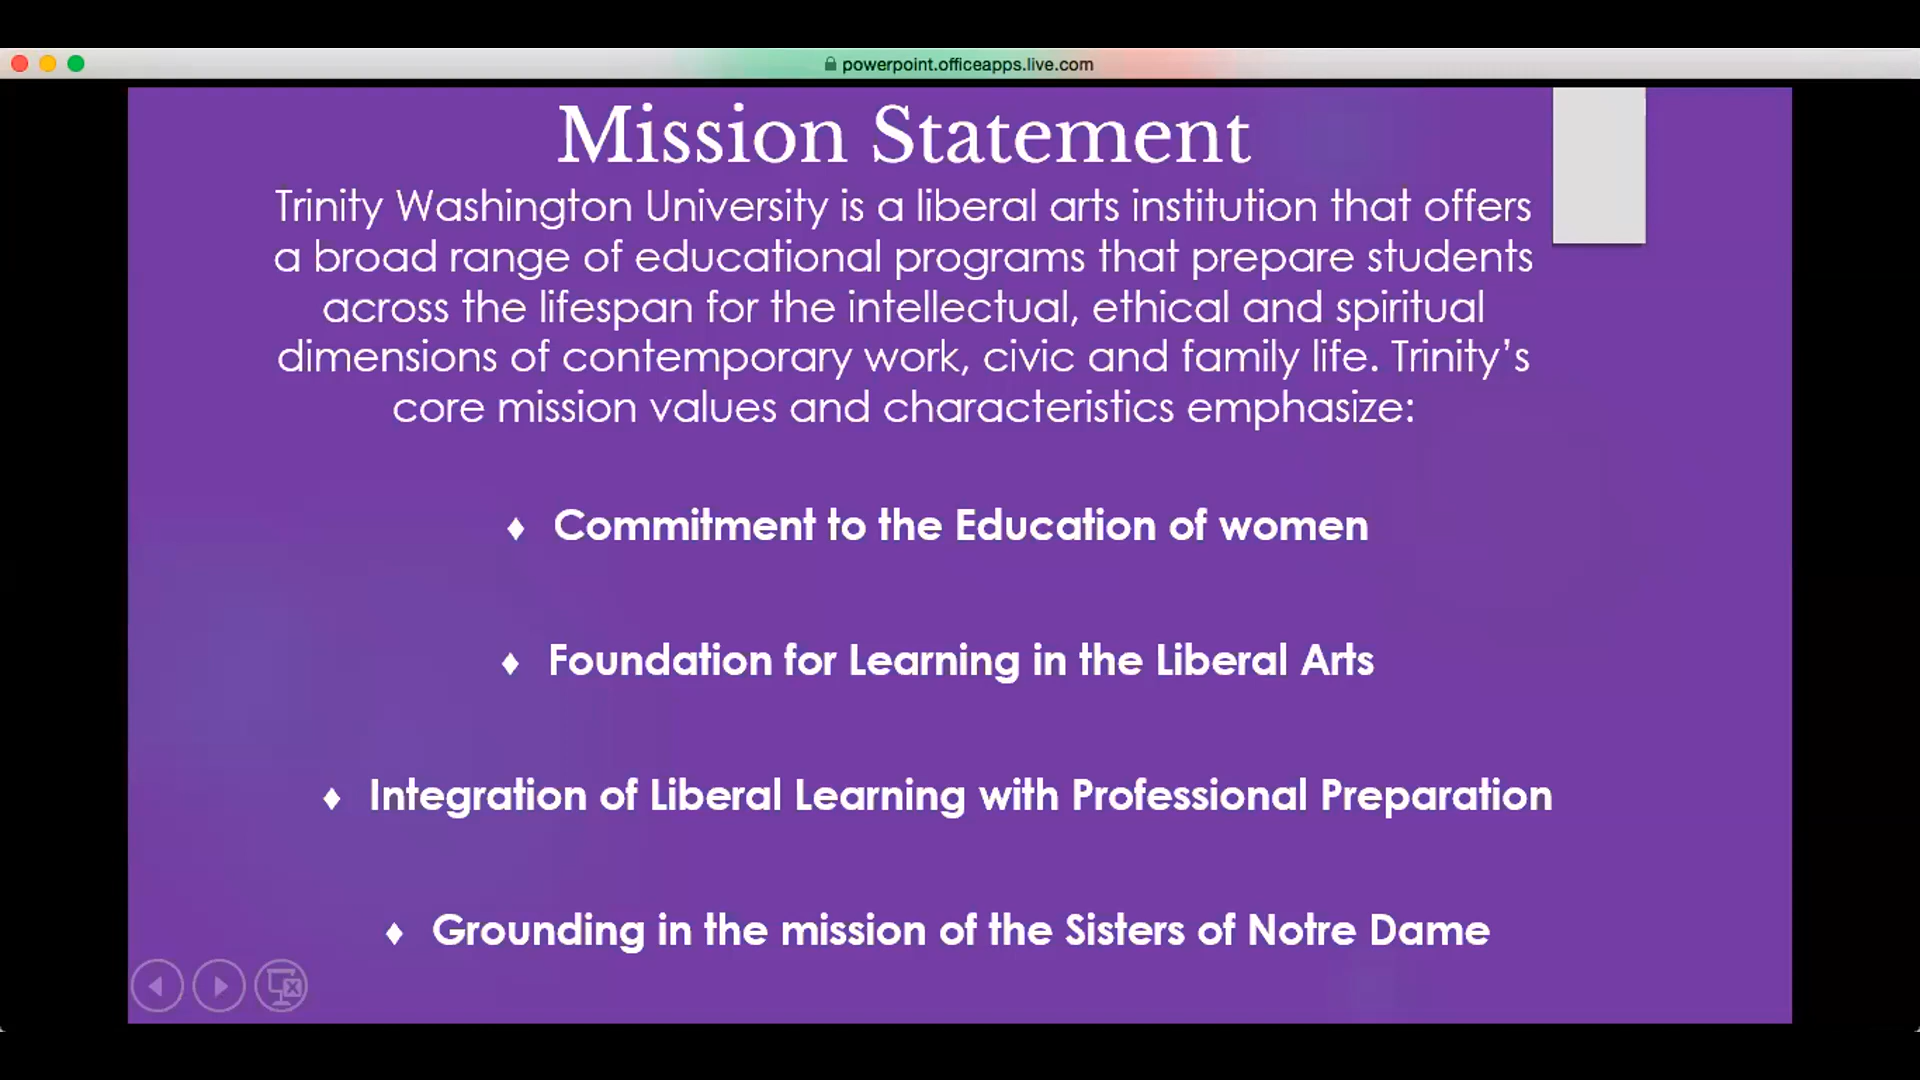 powerpoint.officeapps.live.com
Mission Statement
Trinity Washington University is a liberal arts institution that offers
a broad range of educational programs that prepare students
across the lifespan for the intellectual, ethical and spiritual
dimensions of contemporary work, civic and family life. Trinity’s
core mission values and characteristics emphasize:
♦ Commitment to the Education of women
♦ Foundation for Learning in the Liberal Arts
♦ Integration of Liberal Learning with Professional Preparation
♦ Grounding in the mission of the Sisters of Notre Dame